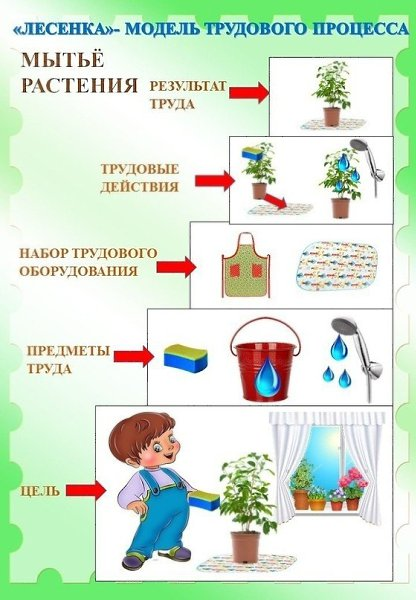 «ЛЕСЕНКА»- МОДЕЛЬ ТРУДОВОГО ПРОЦЕССА
МЫТЬЁ
РАСТЕНИЯ
РЕЗУЛЬТАТ
ТРУДА
ТРУДОВЫЕ
ДЕЙСТВИЯ
НАБОР ТРУДОВОГО
ОБОРУДОВАНИЯ
ПРЕДМЕТЫ
ТРУДА
ЦЕЛЬ